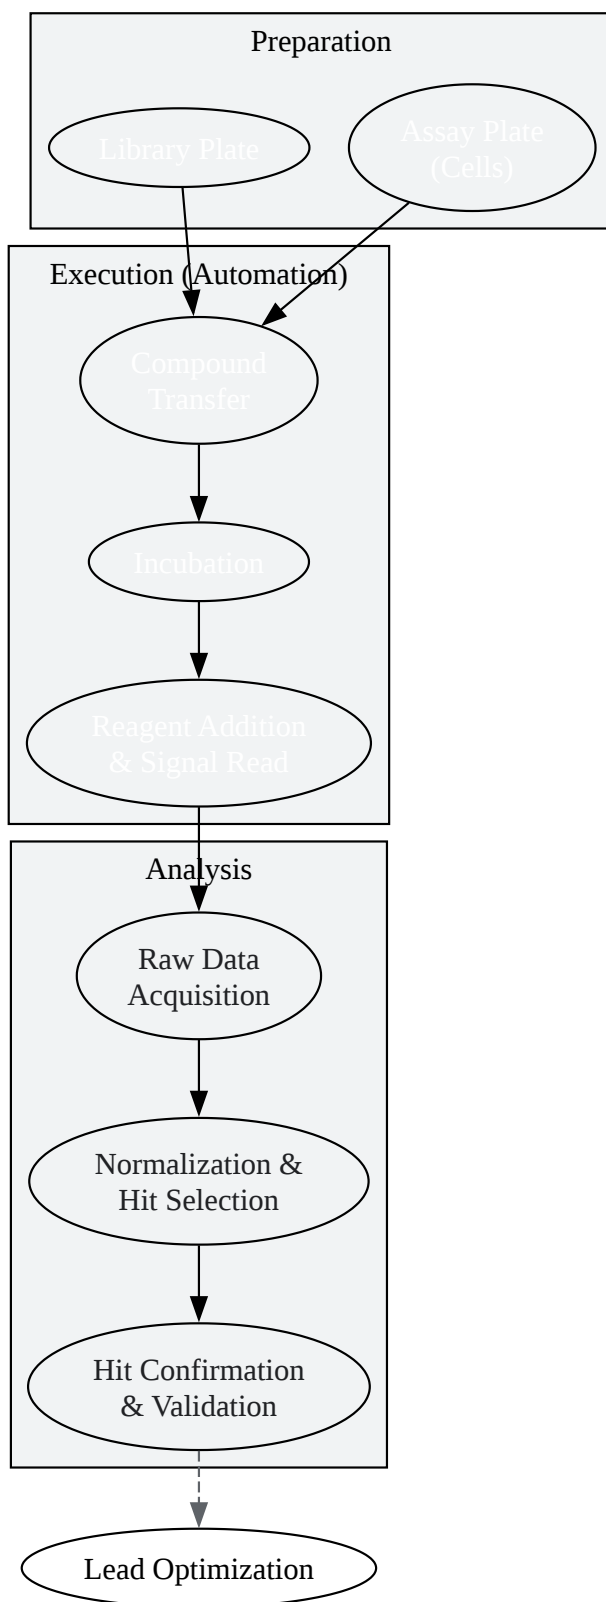 Preparation
Library Plate
Assay Plate
(Cells)
Execution (Automation)
Compound
Transfer
Incubation
Reagent Addition
& Signal Read
Analysis
Raw Data
Acquisition
Normalization &
Hit Selection
Hit Confirmation
& Validation
Lead Optimization